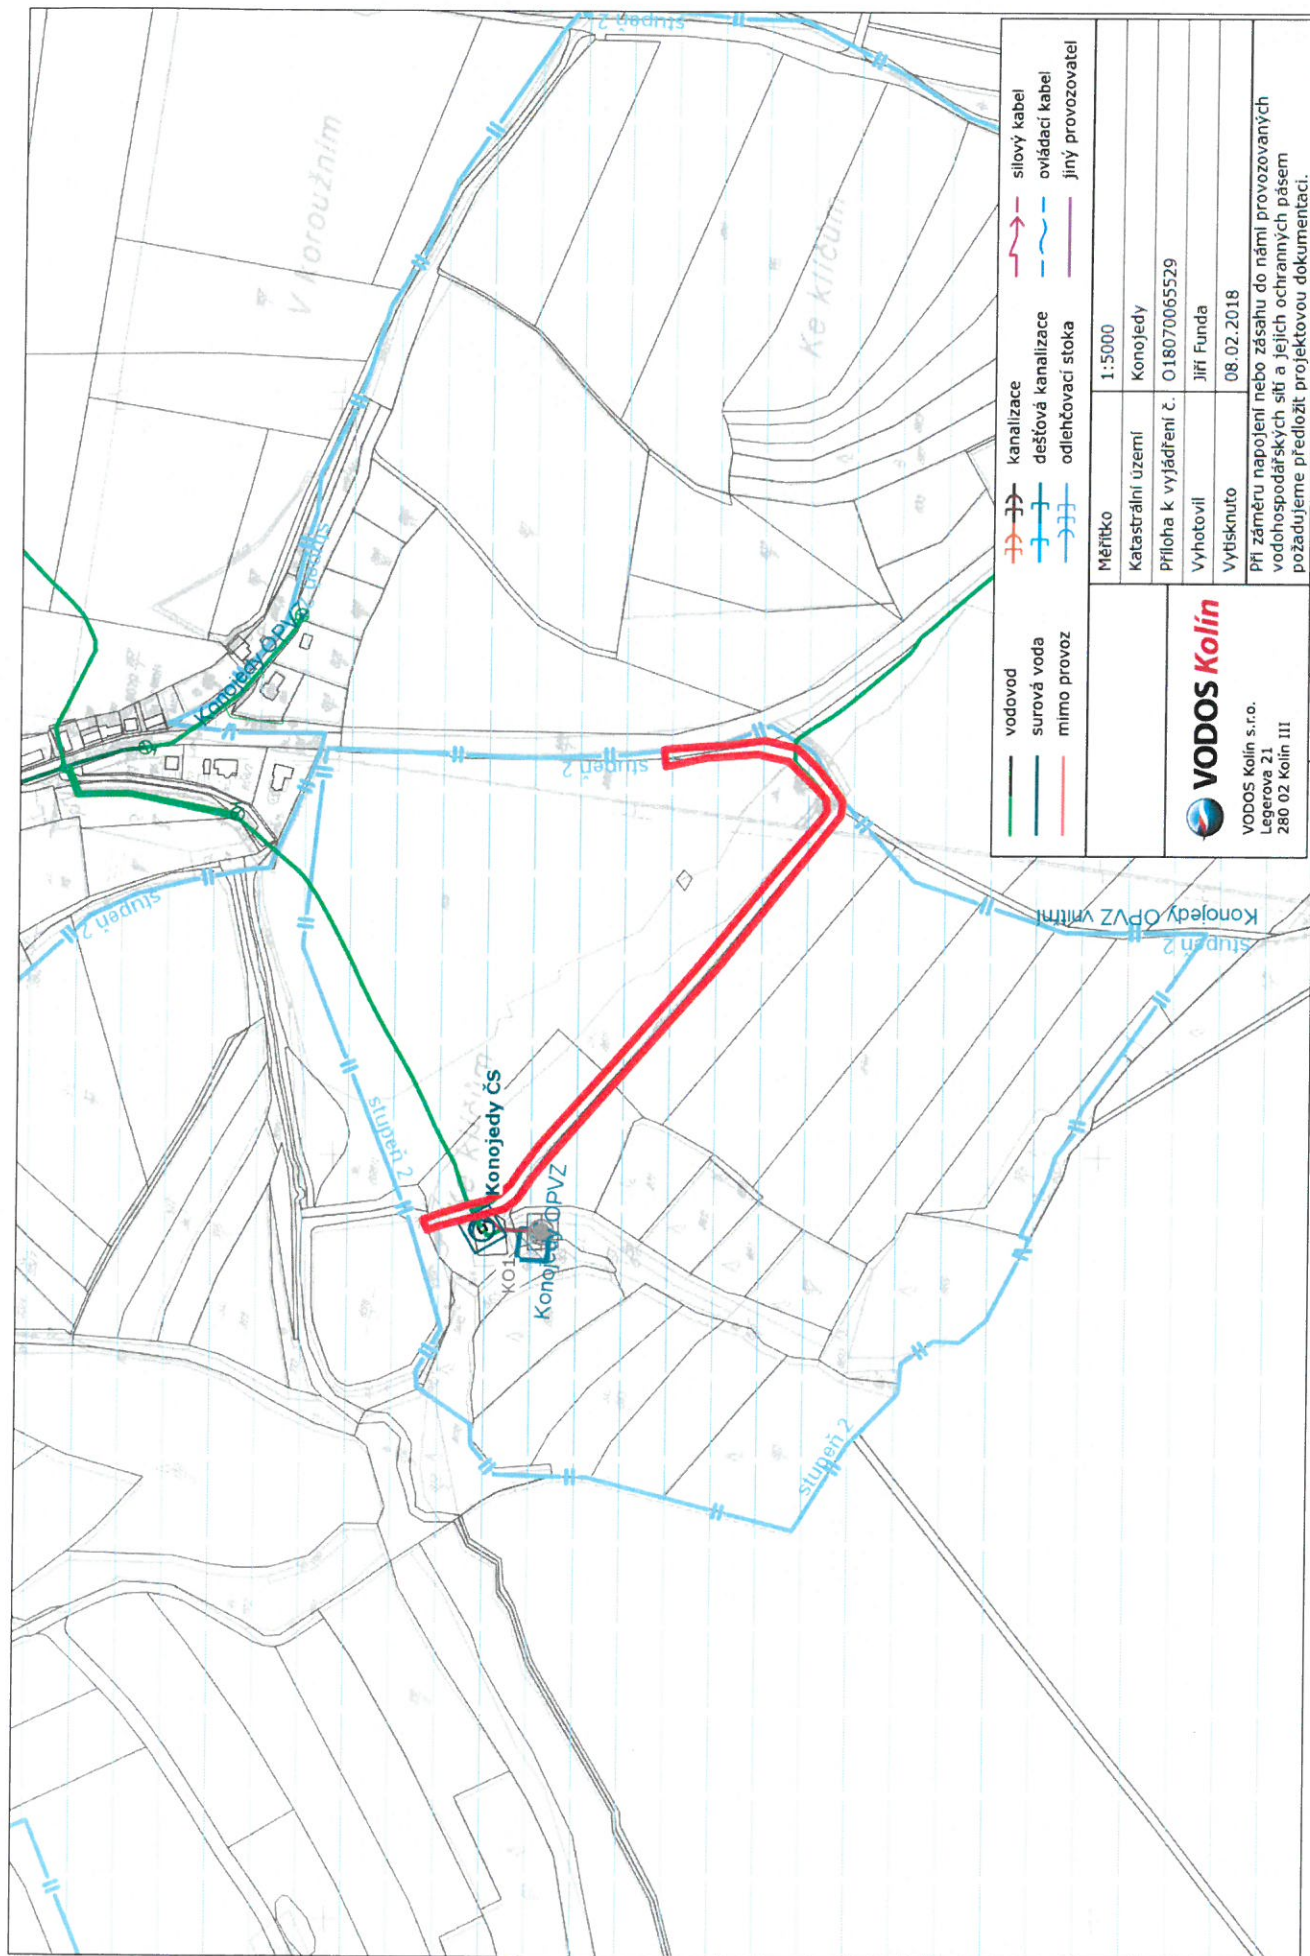 V Koroužním
Ke klíčům
Ke klíčům
stupeň 2
stupeň 2
stupeň 2
stupeň 2
stupeň 2
stupeň 2
stupeň 2
Konojedy OPVZ
Konojedy ČS
KO1
Konojedy OPVZ
Konojedy OPVZ vnitřní
vodovod
surová voda
mimo provoz
kanalizace
dešťová kanalizace
odlehčovací stoka
silový kabel
ovládací kabel
jiný provozovatel
Měřítko 1:5000
Katastrální území Konojedy
Příloha k vyjádření č. O18070065529
Vyhotovil Jiří Funda
Vytisknuto 08.02.2018
VODOS Kolín
VODOS Kolín s.r.o.
Legerova 21
280 02 Kolín III
Při záměru napojení nebo zásahu do námi provozovaných
vodohospodářských sítí a jejich ochranných pásem
požadujeme předložit projektovou dokumentaci.